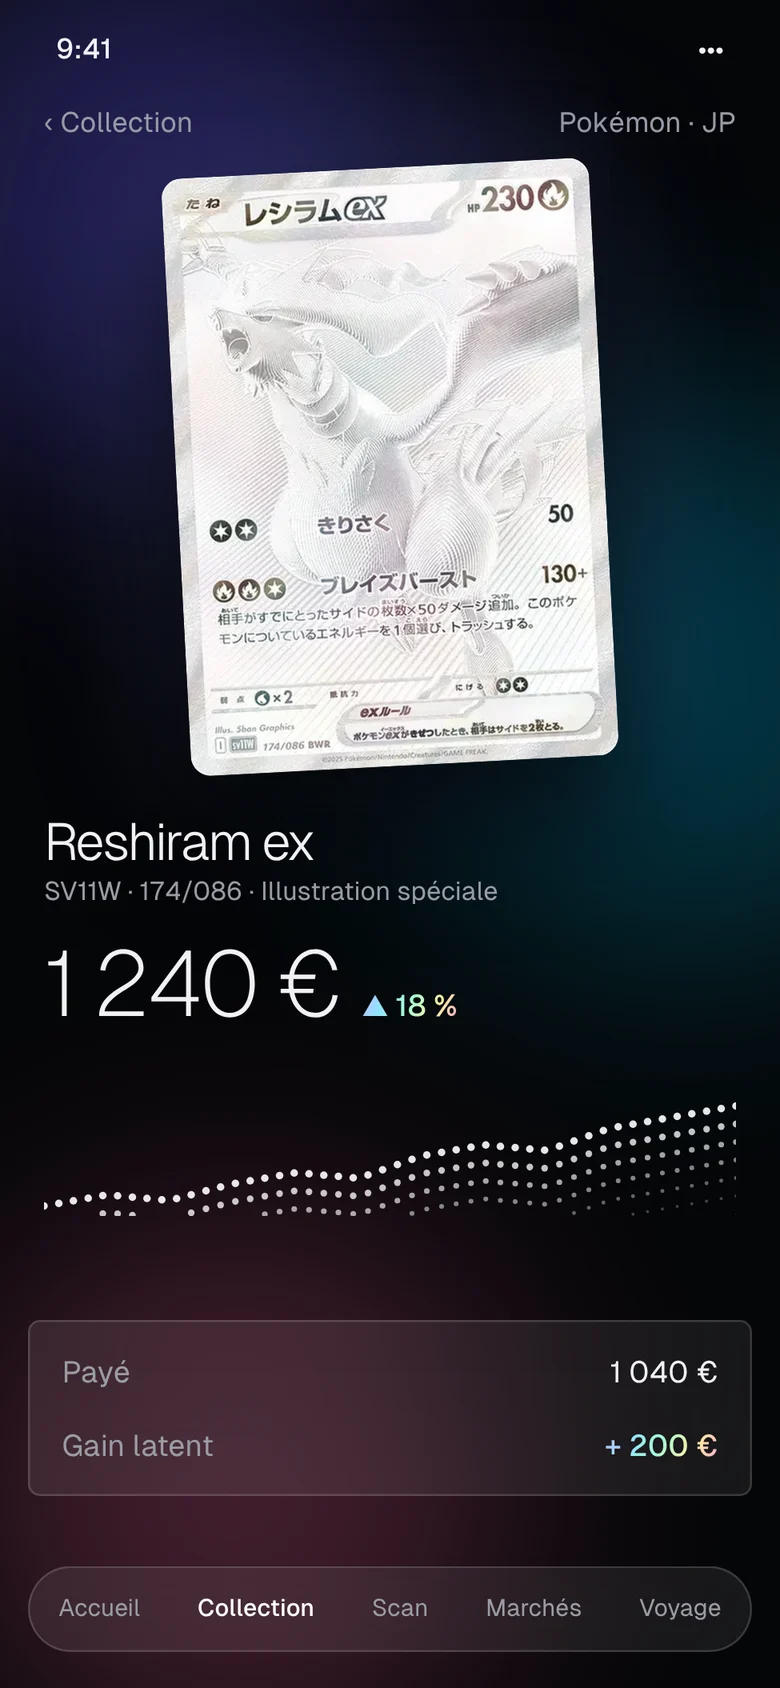 9:41
‹ Collection
Pokémon · JP
たね レシラムex HP230
きりさく 50
ブレイズバースト 130+
相手がすでにとったサイドの枚数×50ダメージ追加。このポケ
モンについているエネルギーを1個選び、トラッシュする。
弱点 ×2 抵抗力 にげる
exルール
ポケモンexがきぜつしたとき、相手はサイドを2枚とる。
Illus. 5ban Graphics
I sv11W 174/086 BWR
©2025 Pokémon/Nintendo/Creatures/GAME FREAK.
Reshiram ex
SV11W · 174/086 · Illustration spéciale
1 240 € ▲ 18 %
Payé 1 040 €
Gain latent + 200 €
Accueil Collection Scan Marchés Voyage